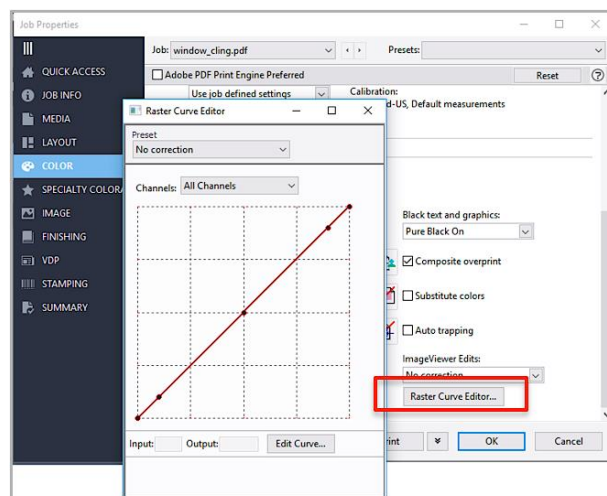 Job Properties
Job: window_cling.pdf
Presets:
QUICK ACCESS
JOB INFO
MEDIA
LAYOUT
COLOR
SPECIALTY COLOR
IMAGE
FINISHING
VDP
STAMPING
SUMMARY
Adobe PDF Print Engine Preferred
Reset
?
Use job defined settings
Calibration:
d-US, Default measurements
Raster Curve Editor
Preset
No correction
Channels: All Channels
Input:
Output:
Edit Curve...
Black text and graphics:
Pure Black On
Composite overprint
Substitute colors
Auto trapping
ImageViewer Edits:
No correction
Raster Curve Editor...
int
OK
Cancel